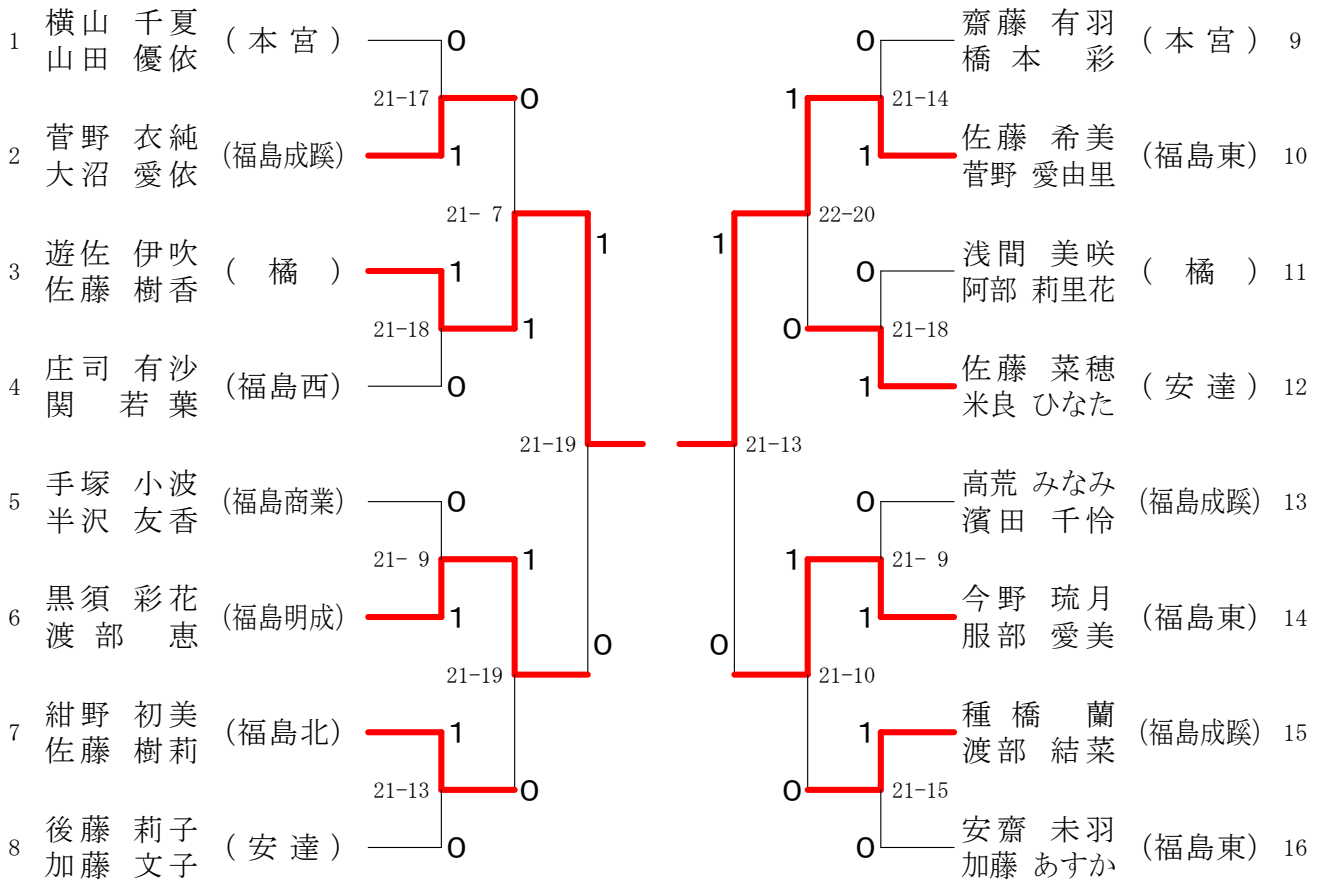 1 横山 千夏 (本宮) 0
山田 優依
21-17 0
2 菅野 衣純 (福島成蹊) 1
大沼 愛依
21- 7 1
3 遊佐 伊吹 (橘) 1
佐藤 樹香
21-18 1
4 庄司 有沙 (福島西) 0
関 若葉
21-19
5 手塚 小波 (福島商業) 0
半沢 友香
21- 9 1
6 黒須 彩花 (福島明成) 1
渡部 恵
21-19 0
7 紺野 初美 (福島北) 1
佐藤 樹莉
21-13 0
8 後藤 莉子 (安達) 0
加藤 文子
0 齋藤 有羽 (本宮) 9
橋本 彩
1 21-14
1 佐藤 希美 (福島東) 10
菅野 愛由里
1 22-20
0 浅間 美咲 (橘) 11
阿部 莉里花
0 21-18
1 佐藤 菜穂 (安達) 12
米良 ひなた
21-13
0 高荒 みなみ (福島成蹊) 13
濱田 千怜
1 21- 9
1 今野 琉月 (福島東) 14
服部 愛美
0 21-10
1 種橋 蘭 (福島成蹊) 15
渡部 結菜
0 21-15
0 安齋 未羽 (福島東) 16
加藤 あすか